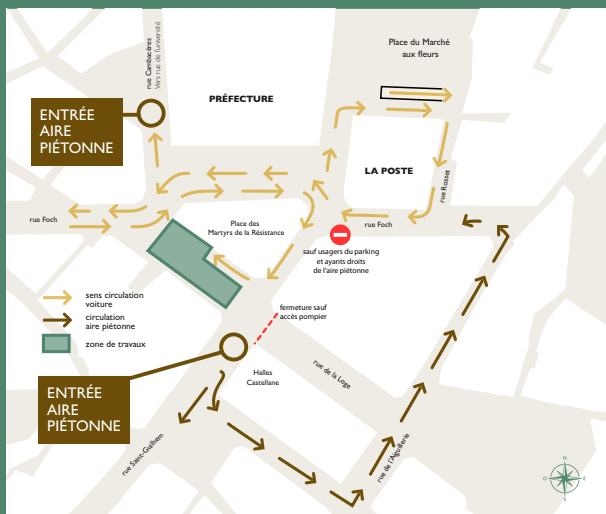 Place du Marché
aux fleurs
rue Cambacérès
Vers rue de l'université
PRÉFECTURE
ENTRÉE
AIRE
PIÉTONNE
LA POSTE
rue Rosset
rue Foch
Place des
Martyrs de la Résistance
rue Foch
sauf usagers du parking
et ayants droits
de l'aire piétonne
sens circulation
voiture
circulation
aire piétonne
zone de travaux
fermeture sauf
accès pompier
Halles
Castellane
rue de la Loge
ENTRÉE
AIRE
PIÉTONNE
rue Saint-Guilhem
rue de l'Aiguillerie
N
O
E
S